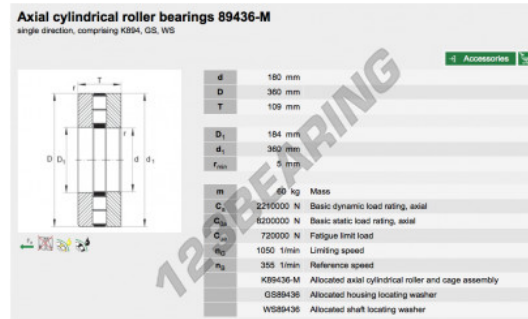 Axial cylindrical roller bearings 89436-M
single direction, comprising K894, GS, WS
Accessories
T
r
r
D D₁ d d₁
d 180 mm
D 360 mm
T 109 mm
D₁ 184 mm
d₁ 360 mm
rmin 5 mm
m 60 kg Mass
Ca 2210000 N Basic dynamic load rating, axial
C0a 8200000 N Basic static load rating, axial
Cua 720000 N Fatigue limit load
nG 1050 1/min Limiting speed
nB 355 1/min Reference speed
K89436-M Allocated axial cylindrical roller and cage assembly
GS89436 Allocated housing locating washer
WS89436 Allocated shaft locating washer
123BEARING